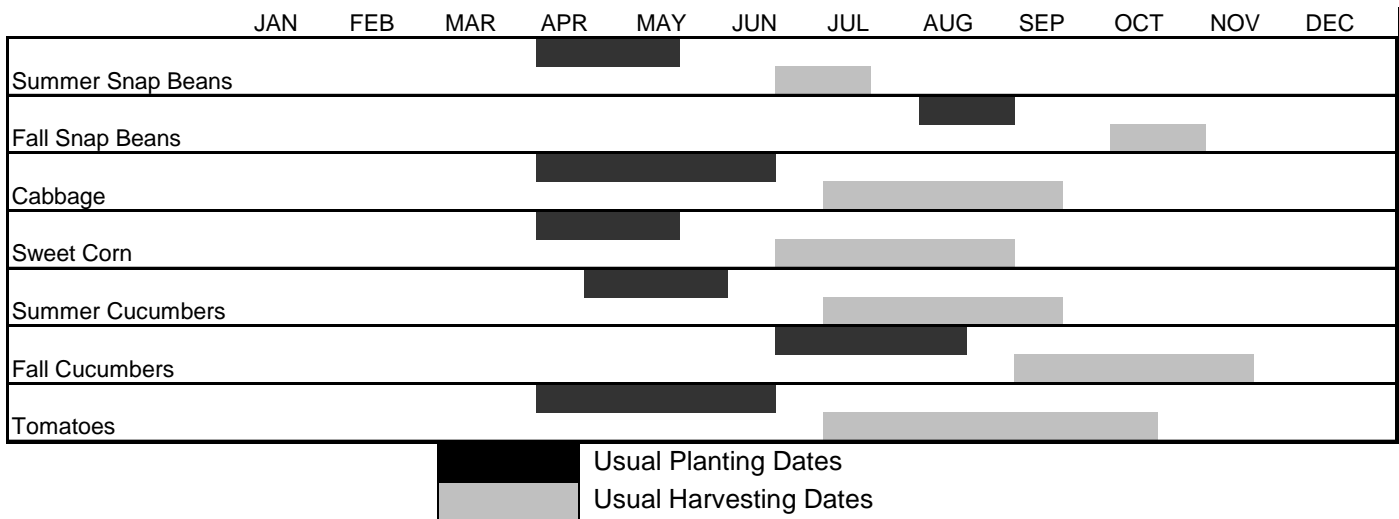 JAN FEB MAR APR MAY JUN JUL AUG SEP OCT NOV DEC
Summer Snap Beans
Fall Snap Beans
Cabbage
Sweet Corn
Summer Cucumbers
Fall Cucumbers
Tomatoes
Usual Planting Dates
Usual Harvesting Dates